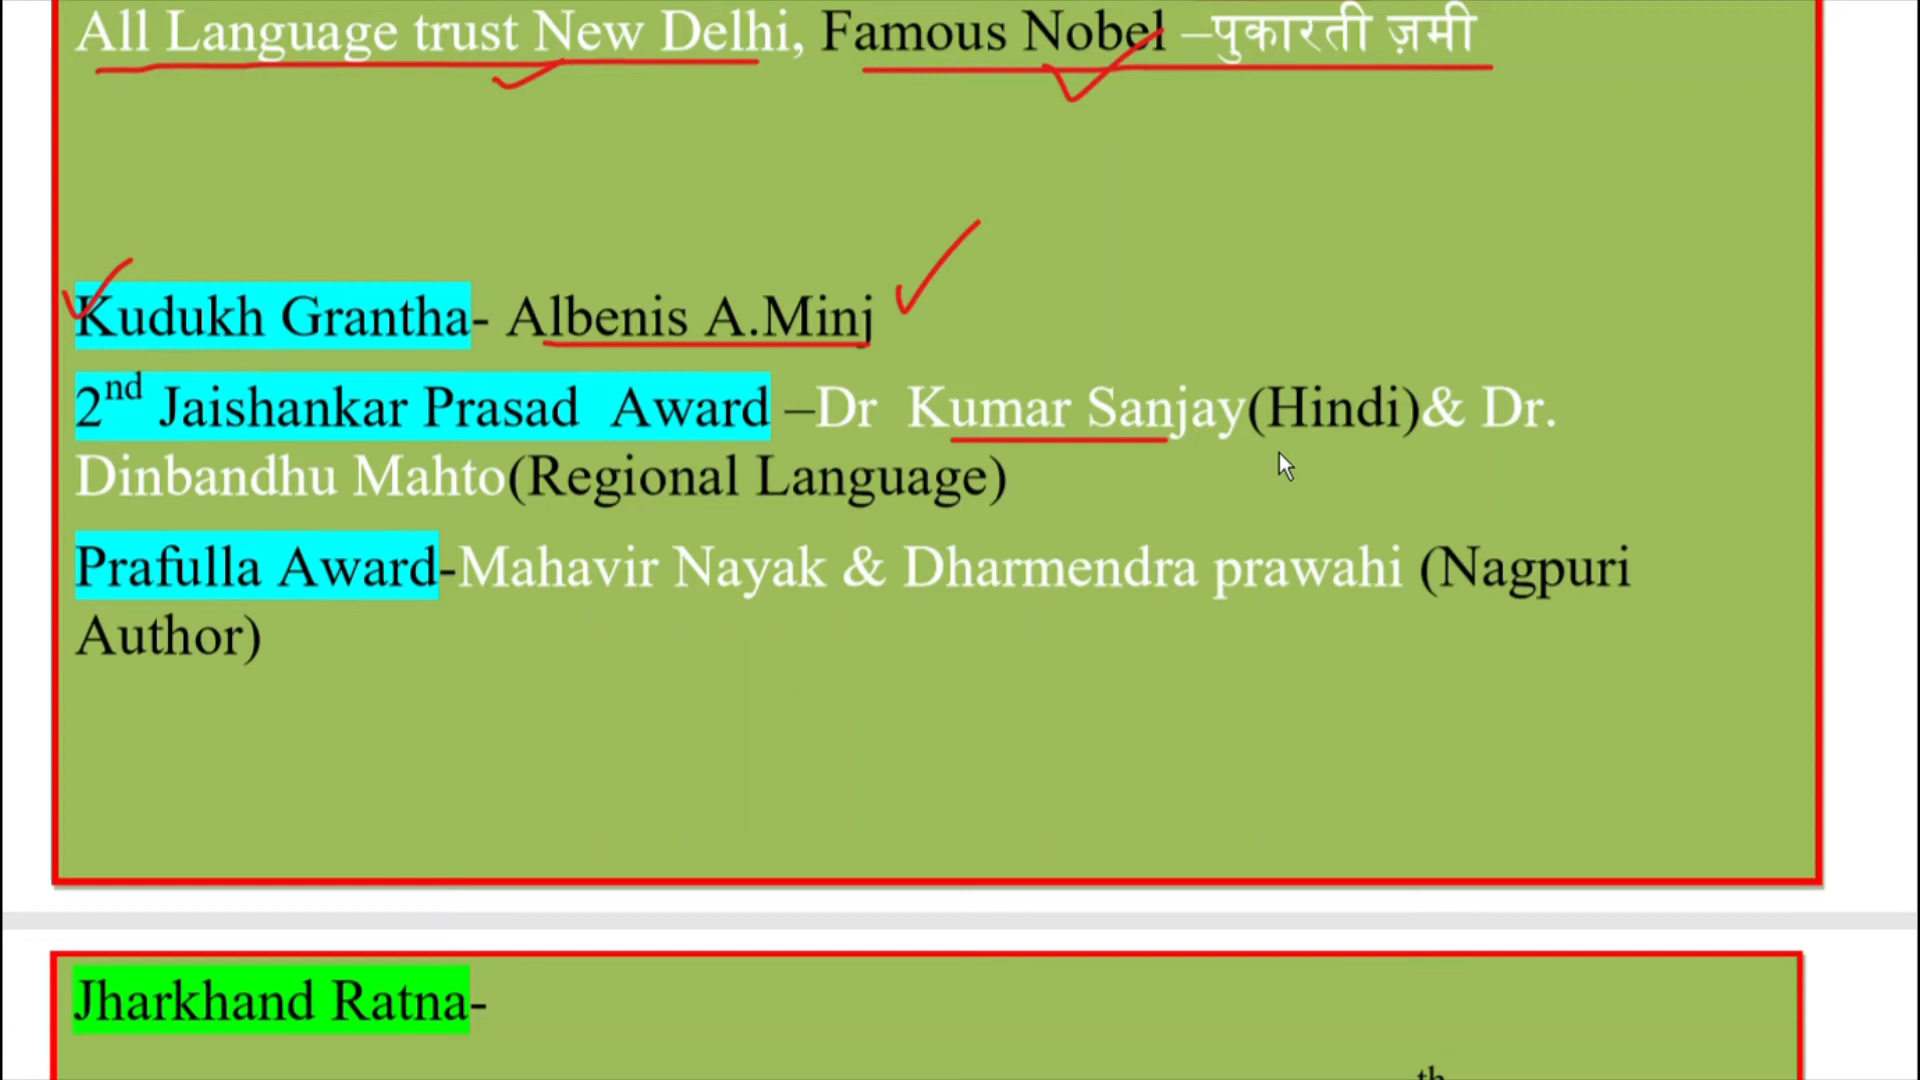 All Language trust New Delhi, Famous Nobel –पुकारती ज़मी
Kudukh Grantha- Albenis A.Minj
2nd Jaishankar Prasad Award –Dr Kumar Sanjay(Hindi)& Dr.
Dinbandhu Mahto(Regional Language)
Prafulla Award-Mahavir Nayak & Dharmendra prawahi (Nagpuri
Author)
Jharkhand Ratna-
th